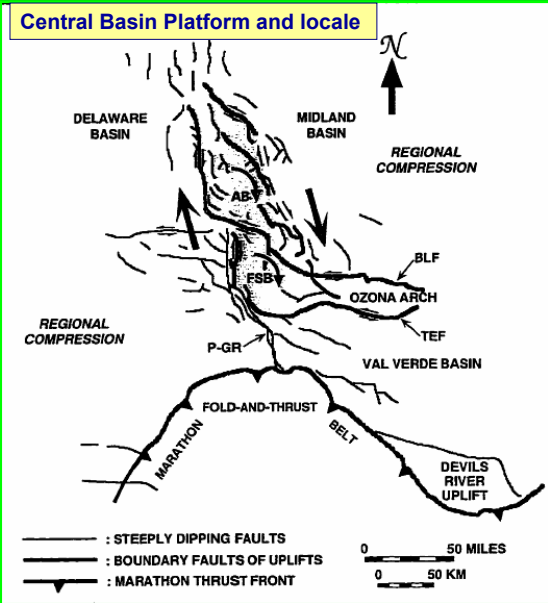 Central Basin Platform and locale
N
DELAWARE
BASIN
MIDLAND
BASIN
REGIONAL
COMPRESSION
AB
BLF
FSB
OZONA ARCH
REGIONAL
COMPRESSION
P-GR
TEF
VAL VERDE BASIN
FOLD-AND-THRUST
MARATHON
BELT
DEVILS
RIVER
UPLIFT
: STEEPLY DIPPING FAULTS
: BOUNDARY FAULTS OF UPLIFTS
: MARATHON THRUST FRONT
0 50 MILES
0 50 KM